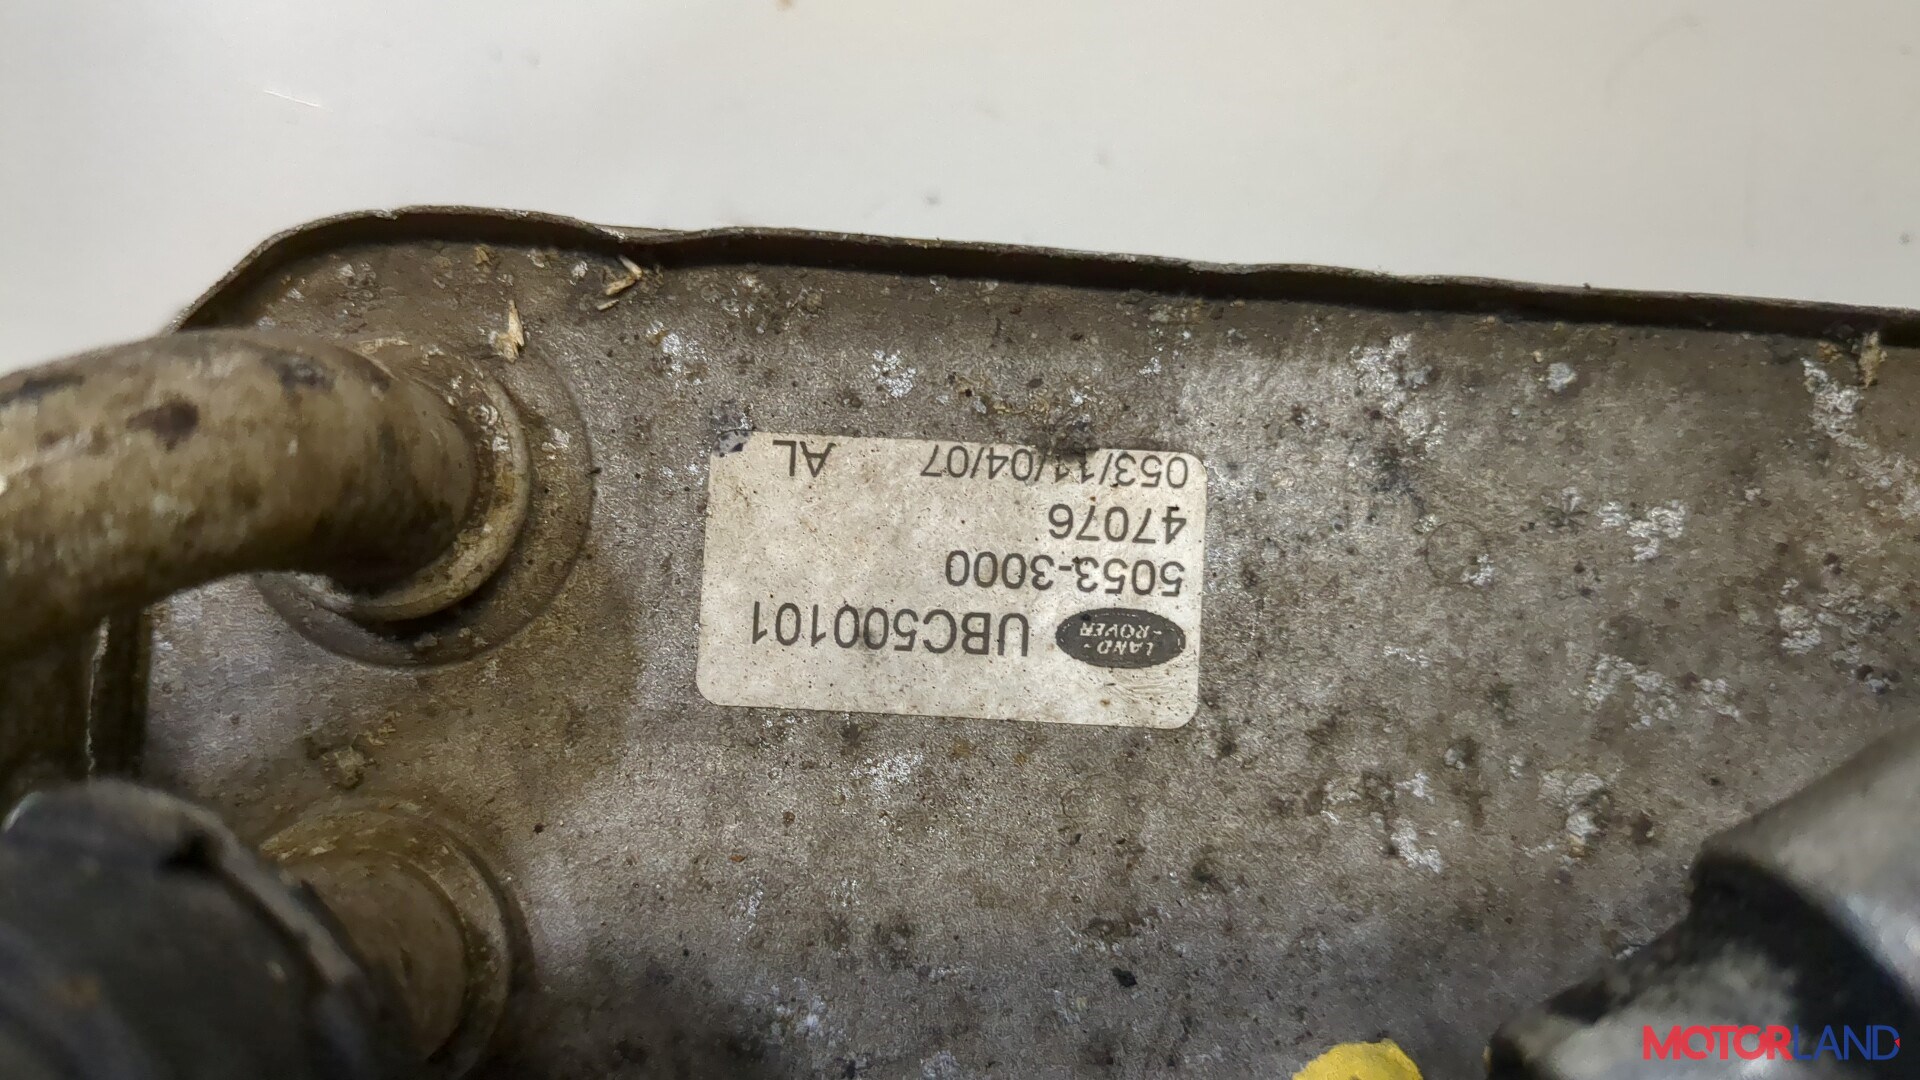 LAND-
-ROVER
UBC500101
5053-3000
47076
053/11/04/07 AL
MOTORLAND